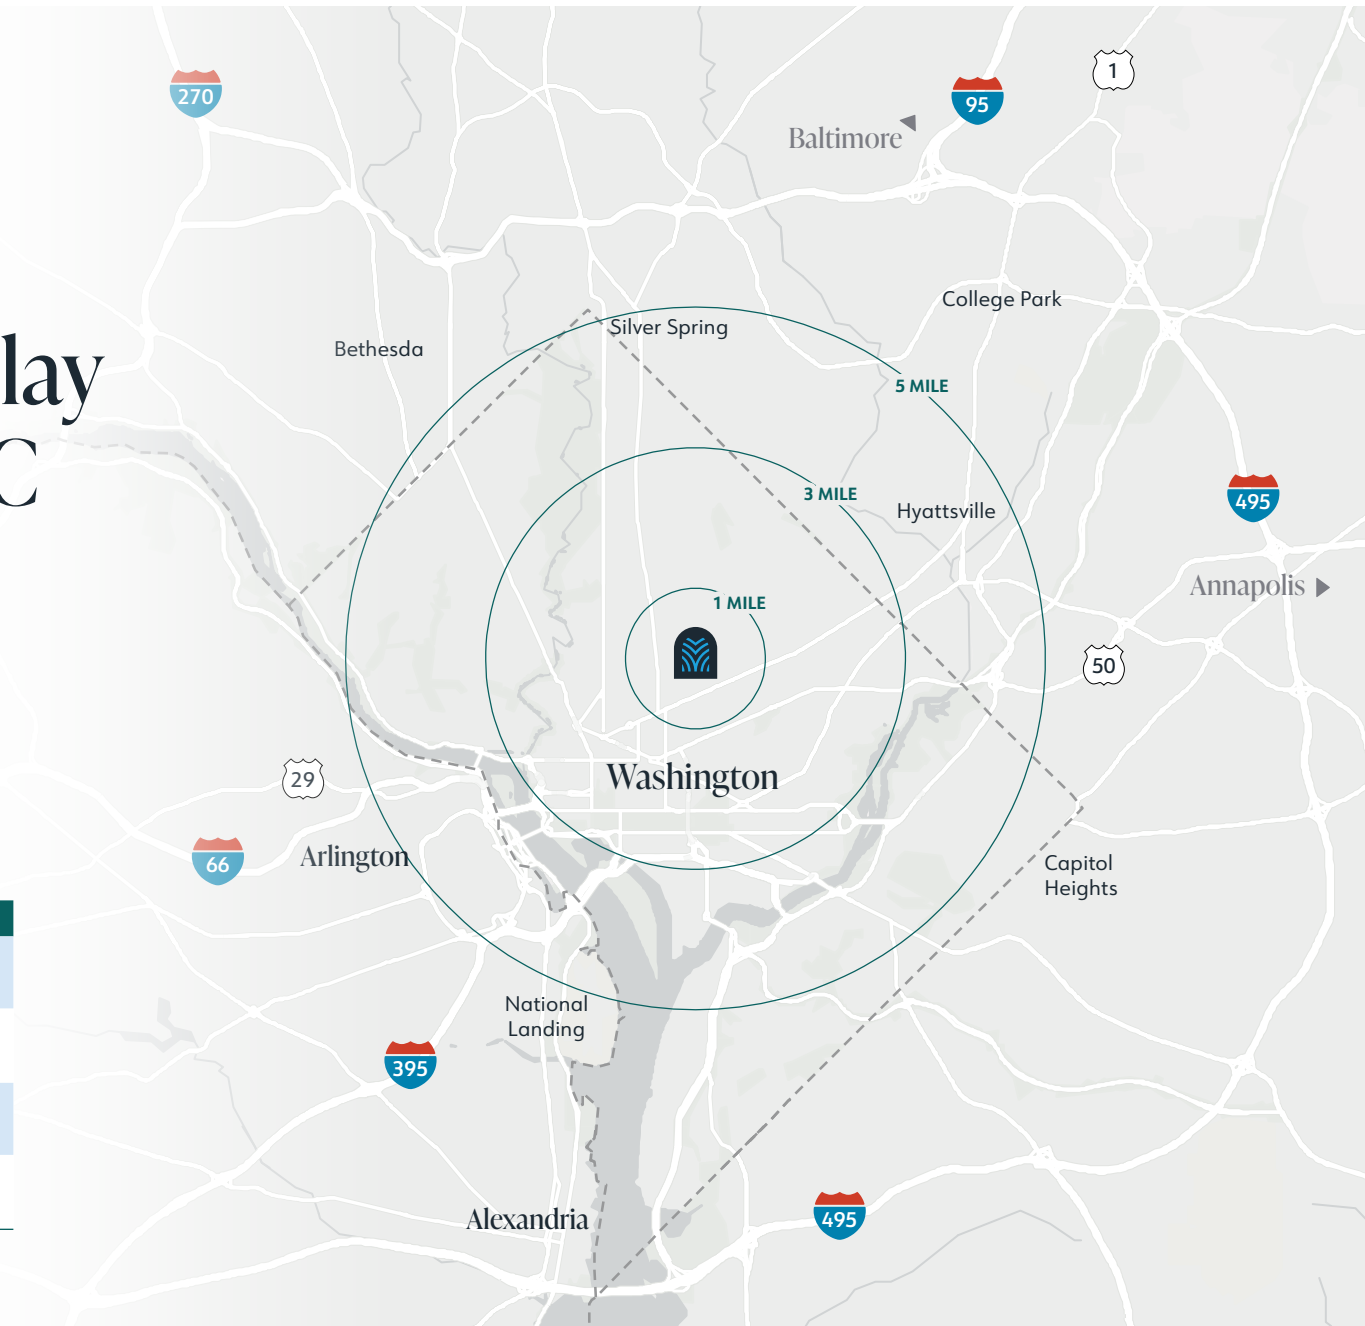 270
95
1
Baltimore
College Park
Silver Spring
Bethesda
lay
5 MILE
C
3 MILE
495
Hyattsville
Annapolis
1 MILE
50
Washington
29
66
Arlington
Capitol
Heights
National
Landing
395
Alexandria
495